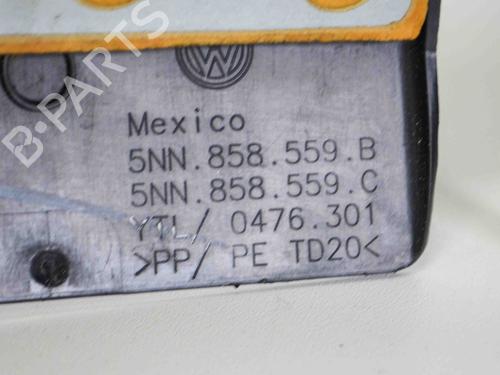 B-PARTS
Mexico
5NN.858.559.B
5NN.858.559.C
YTL/ 0476.301
>PP/ PE TD20<